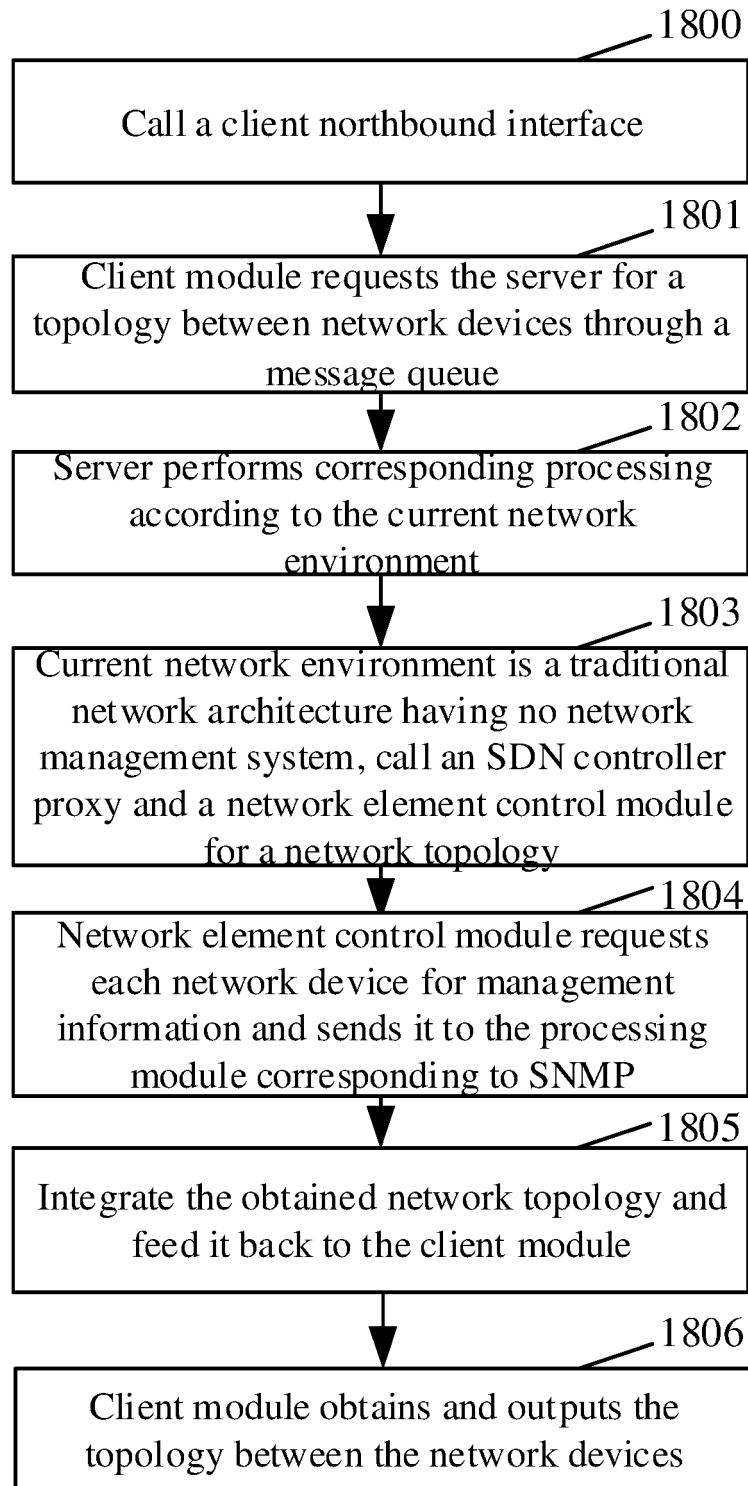 1800
Call a client northbound interface
1801
Client module requests the server for a
topology between network devices through a
message queue
1802
Server performs corresponding processing
according to the current network
environment
1803
Current network environment is a traditional
network architecture having no network
management system, call an SDN controller
proxy and a network element control module
for a network topology
1804
Network element control module requests
each network device for management
information and sends it to the processing
module corresponding to SNMP
1805
Integrate the obtained network topology and
feed it back to the client module
1806
Client module obtains and outputs the
topology between the network devices